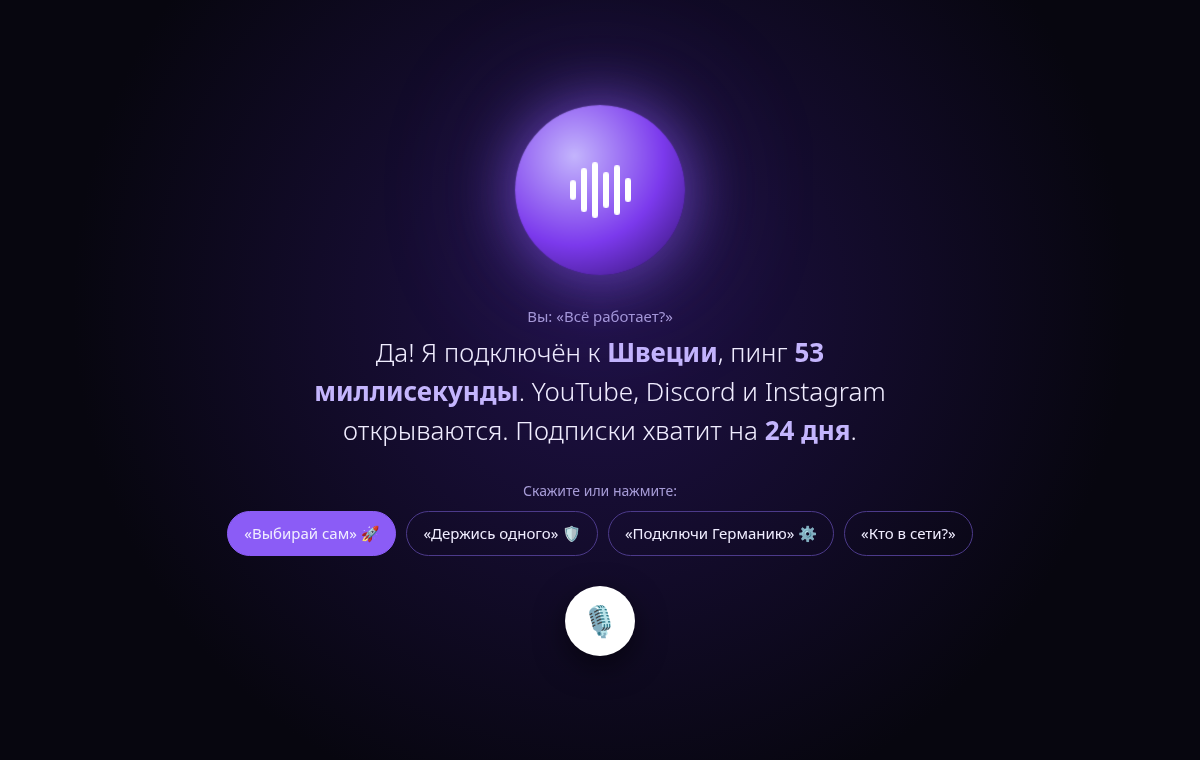 Вы: «Всё работает?»
Да! Я подключён к Швеции, пинг 53
миллисекунды. YouTube, Discord и Instagram
открываются. Подписки хватит на 24 дня.
Скажите или нажмите:
«Выбирай сам» 🚀
«Держись одного» 🛡️
«Подключи Германию» ⚙️
«Кто в сети?»